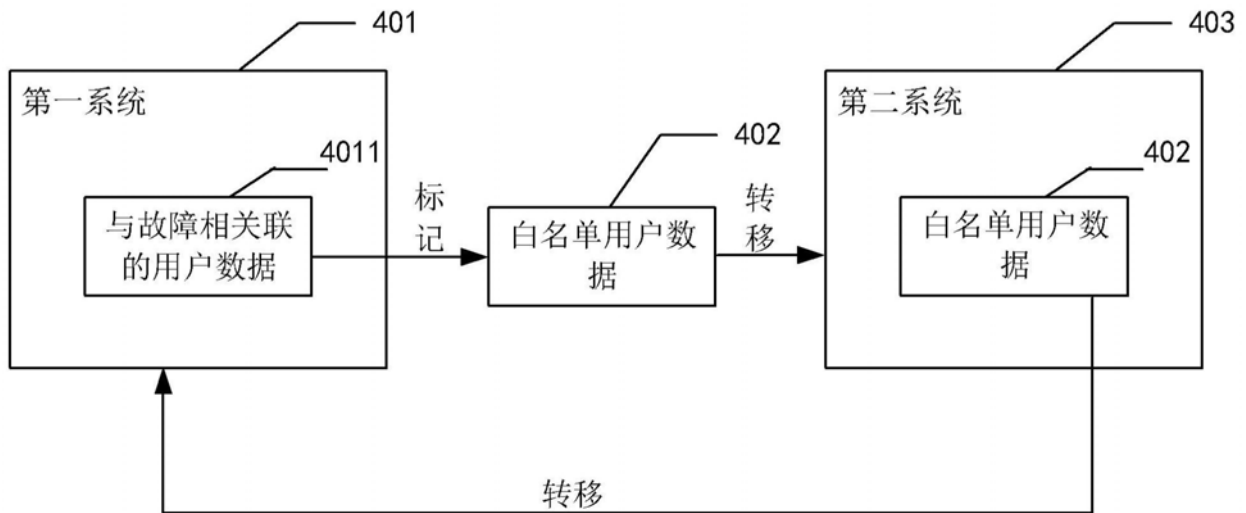 401
403
第一系统
第二系统
402
4011
402
标
记
转
移
与故障相关联
的用户数据
白名单用户数
据
白名单用户数
据
转移